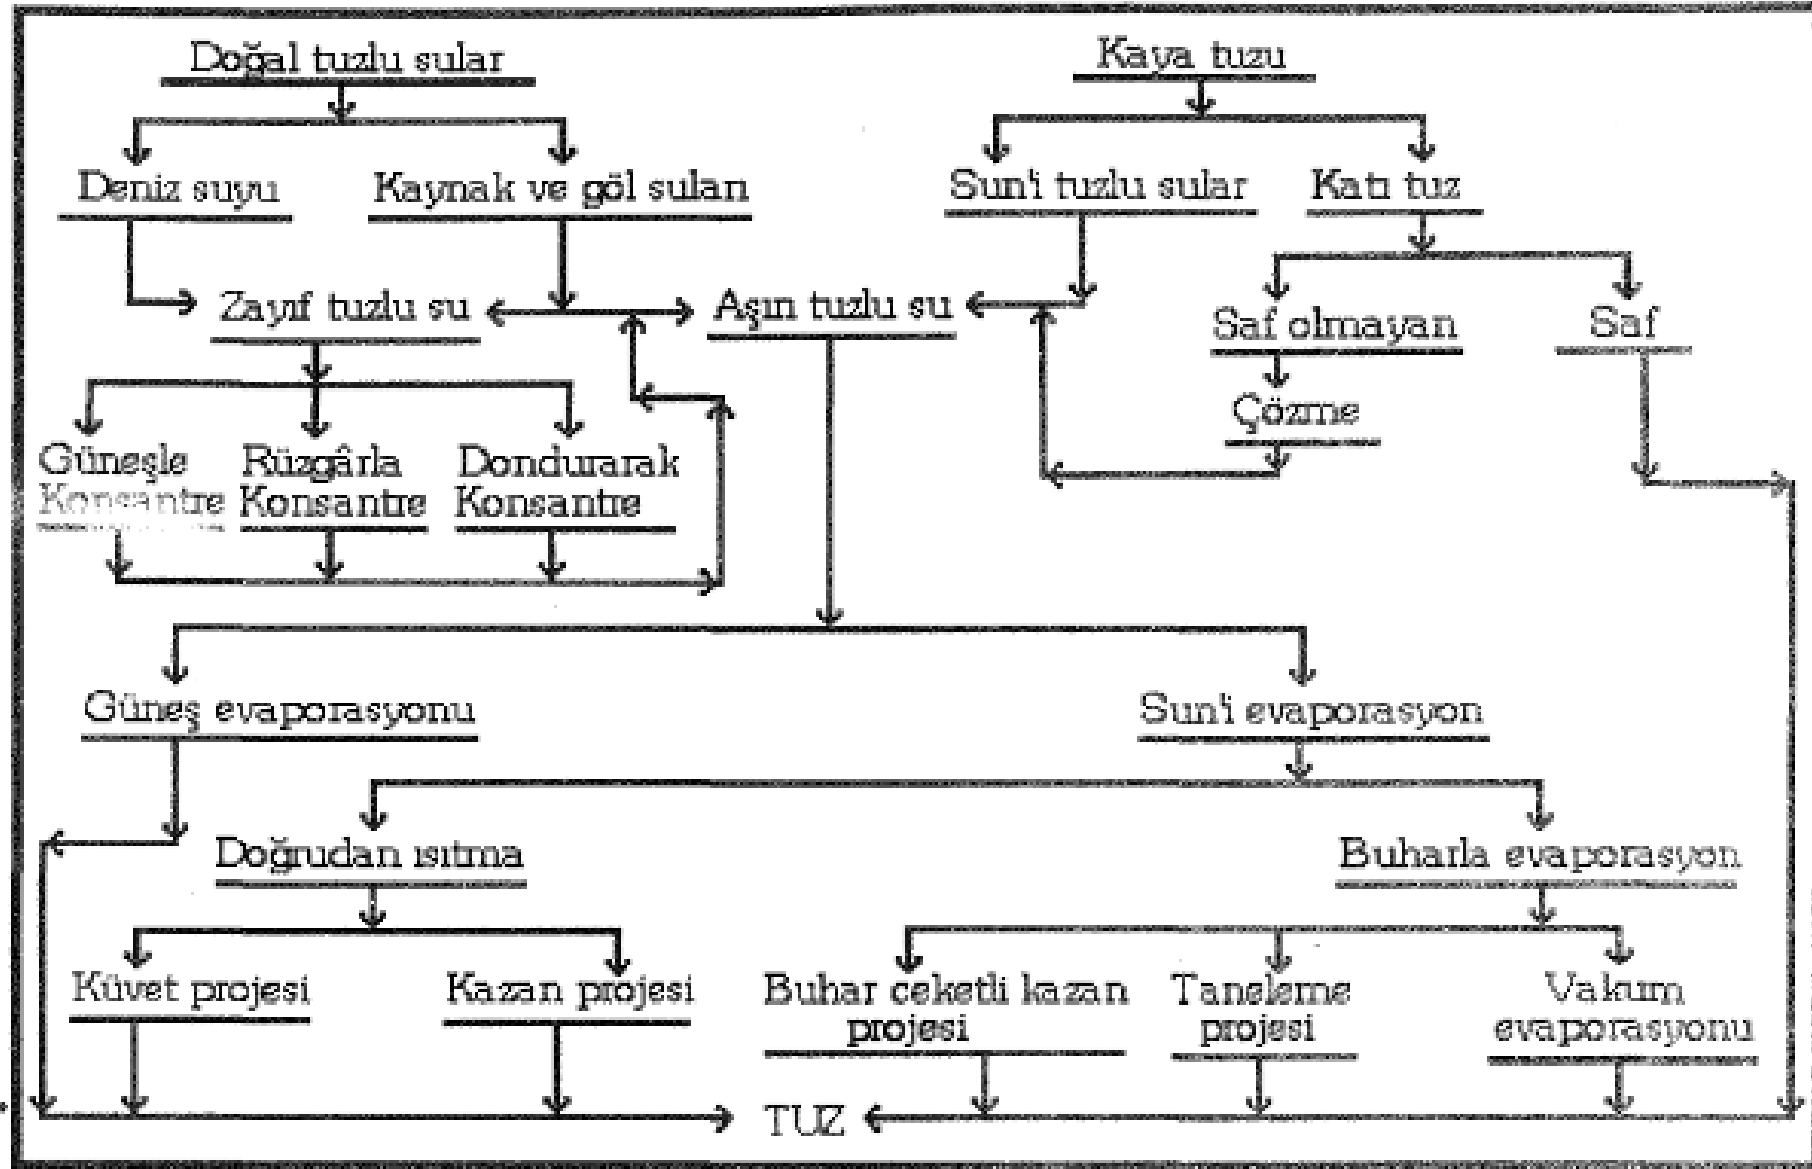 Doğal tuzlu sular
Kaya tuzu
Deniz suyu
Kaynak ve göl suları
Sun'i tuzlu sular
Katı tuz
Zayıf tuzlu su
Aşırı tuzlu su
Saf olmayan
Saf
Çözme
Güneşle
Konsantre
Rüzgârla
Konsantre
Dondurarak
Konsantre
Güneş evaporasyonu
Sun'i evaporasyon
Doğrudan ısıtma
Buharla evaporasyon
Küvet projesi
Kazan projesi
Buhar ceketli kazan
projesi
Taneleme
projesi
Vakum
evaporasyonu
TUZ